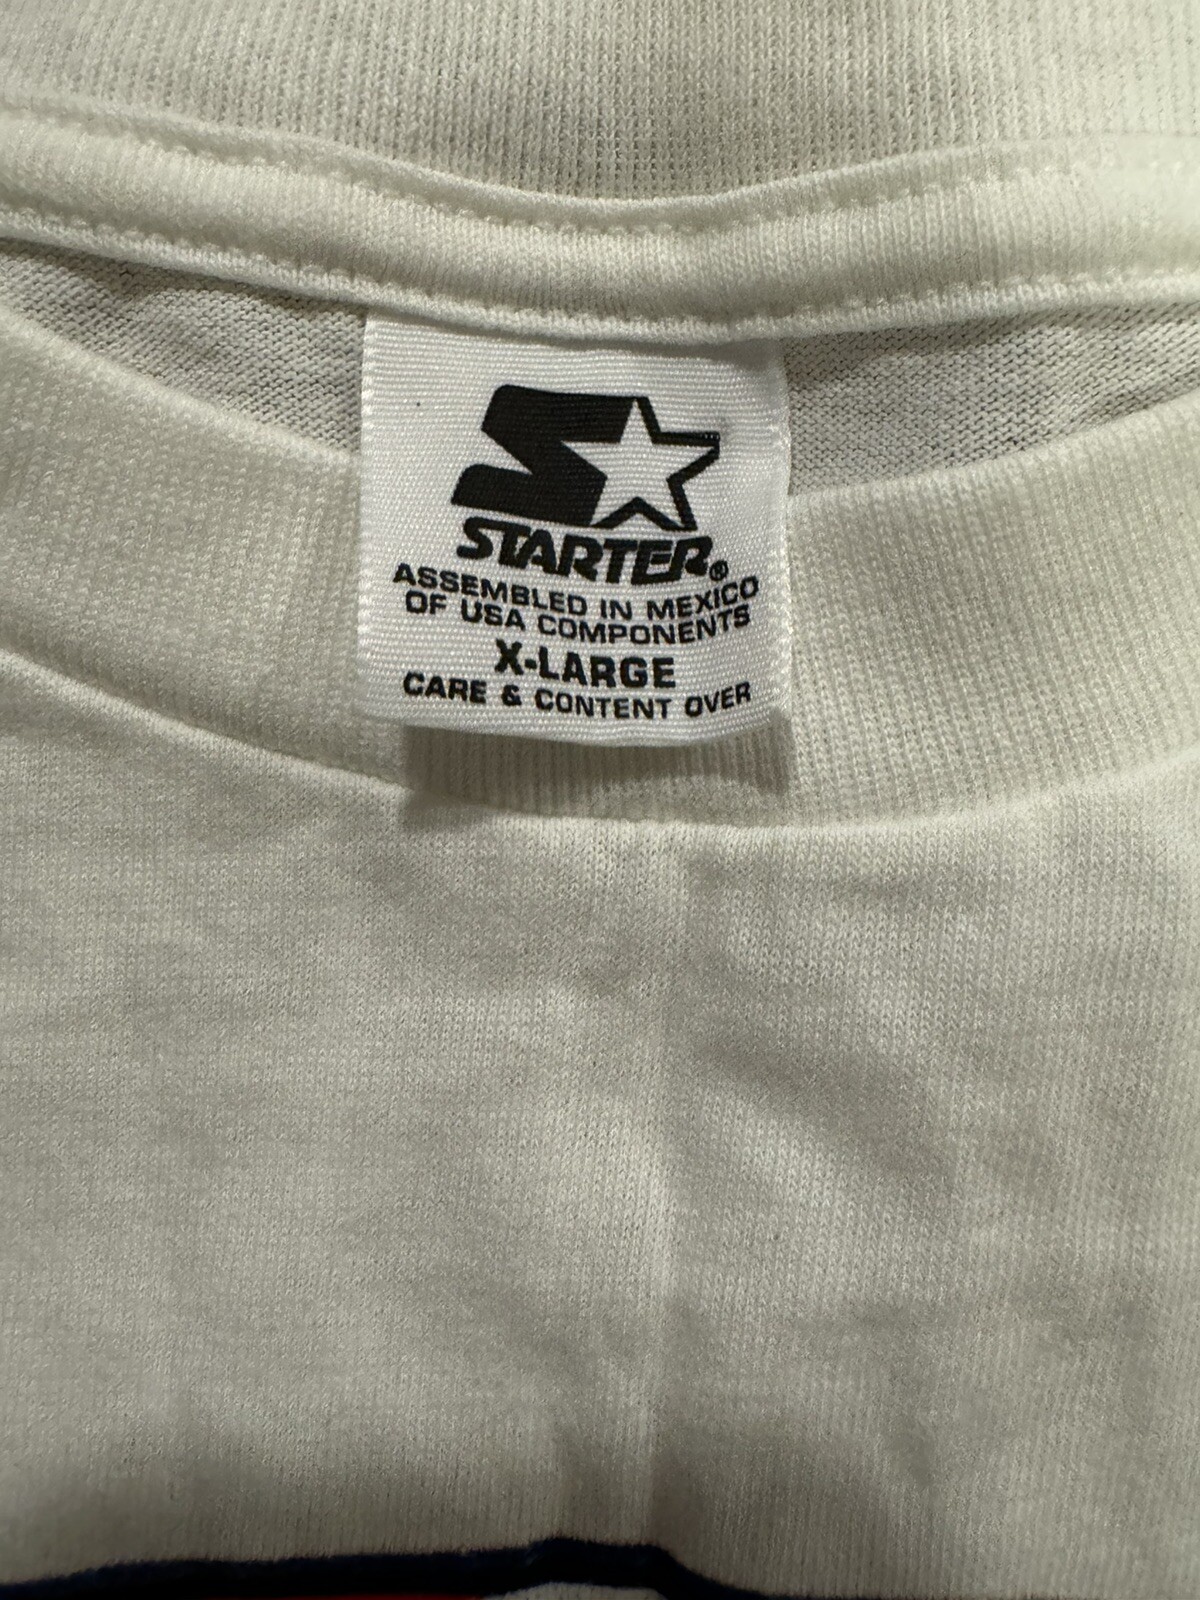 STARTER®
ASSEMBLED IN MEXICO
OF USA COMPONENTS
X-LARGE
CARE & CONTENT OVER